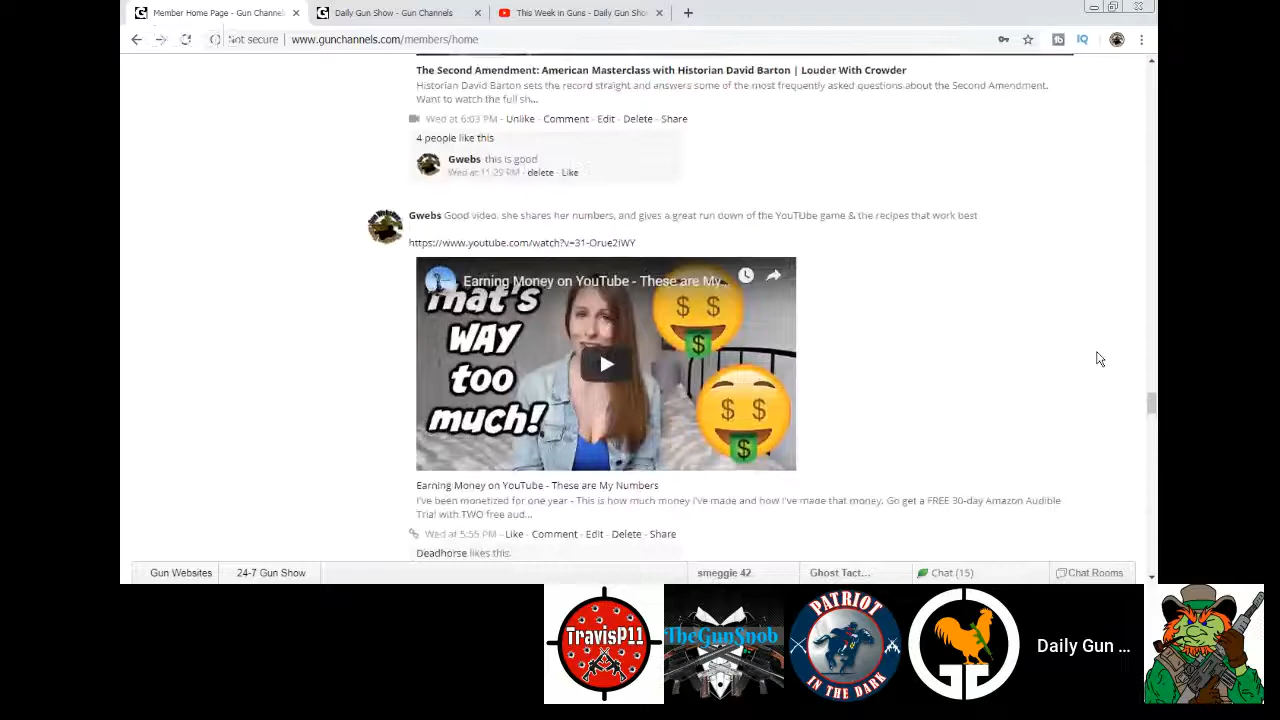 Member Home Page - Gun Channel
Daily Gun Show - Gun Channels
This Week in Guns - Daily Gun Sho
Not secure
www.gunchannels.com/members/home
The Second Amendment: American Masterclass with Historian David Barton | Louder With Crowder
Historian David Barton sets the record straight and answers some of the most frequently asked questions about the Second Amendment.
Want to watch the full sh...
Wed at 6:03 PM - Unlike - Comment - Edit - Delete - Share
4 people like this
Gwebs this is good
Wed at 11:29 PM - delete - Like
Gwebs Good video, she shares her numbers, and gives a great run down of the YouTUbe game & the recipes that work best
https://www.youtube.com/watch?v=31-Orue2iWY
Earning Money on YouTube - These are My...
That's
WAY
too
much!
Earning Money on YouTube - These are My Numbers
I've been monetized for one year - This is how much money I've made and how I've made that money. Go get a FREE 30-day Amazon Audible
Trial with TWO free aud...
Wed at 5:55 PM - Like - Comment - Edit - Delete - Share
Deadhorse likes this.
Gun Websites
24-7 Gun Show
smeggie 42
Ghost Tact...
Chat (15)
Chat Rooms
TravisP11
TheGunSnob
PATRIOT
IN THE DARK
Daily Gun ...